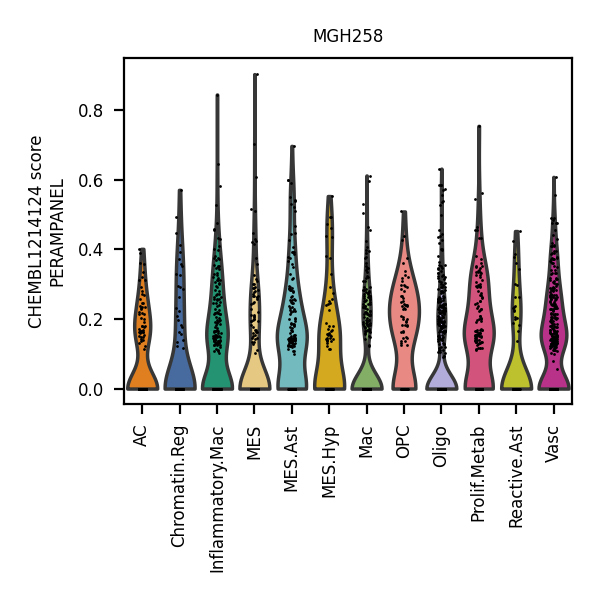 MGH258
CHEMBL1214124 score
PERAMPANEL
0.8
0.6
0.4
0.2
0.0
AC
Chromatin.Reg
Inflammatory.Mac
MES
MES.Ast
MES.Hyp
Mac
OPC
Oligo
Prolif.Metab
Reactive.Ast
Vasc